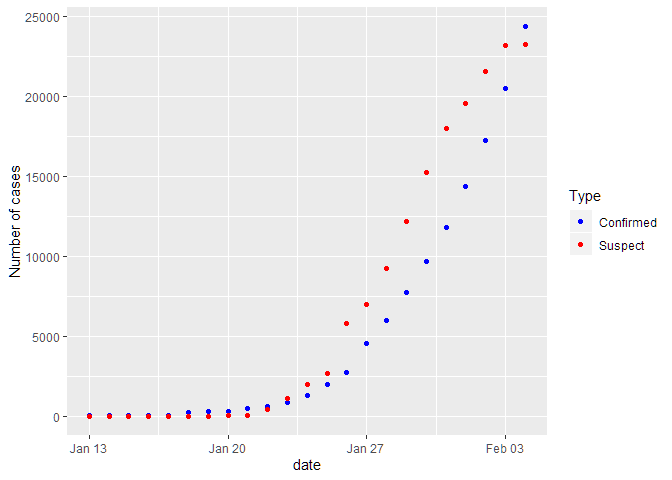 25000
20000
15000
10000
5000
0
Number of cases
Jan 13
Jan 20
Jan 27
Feb 03
date
Type
Confirmed
Suspect